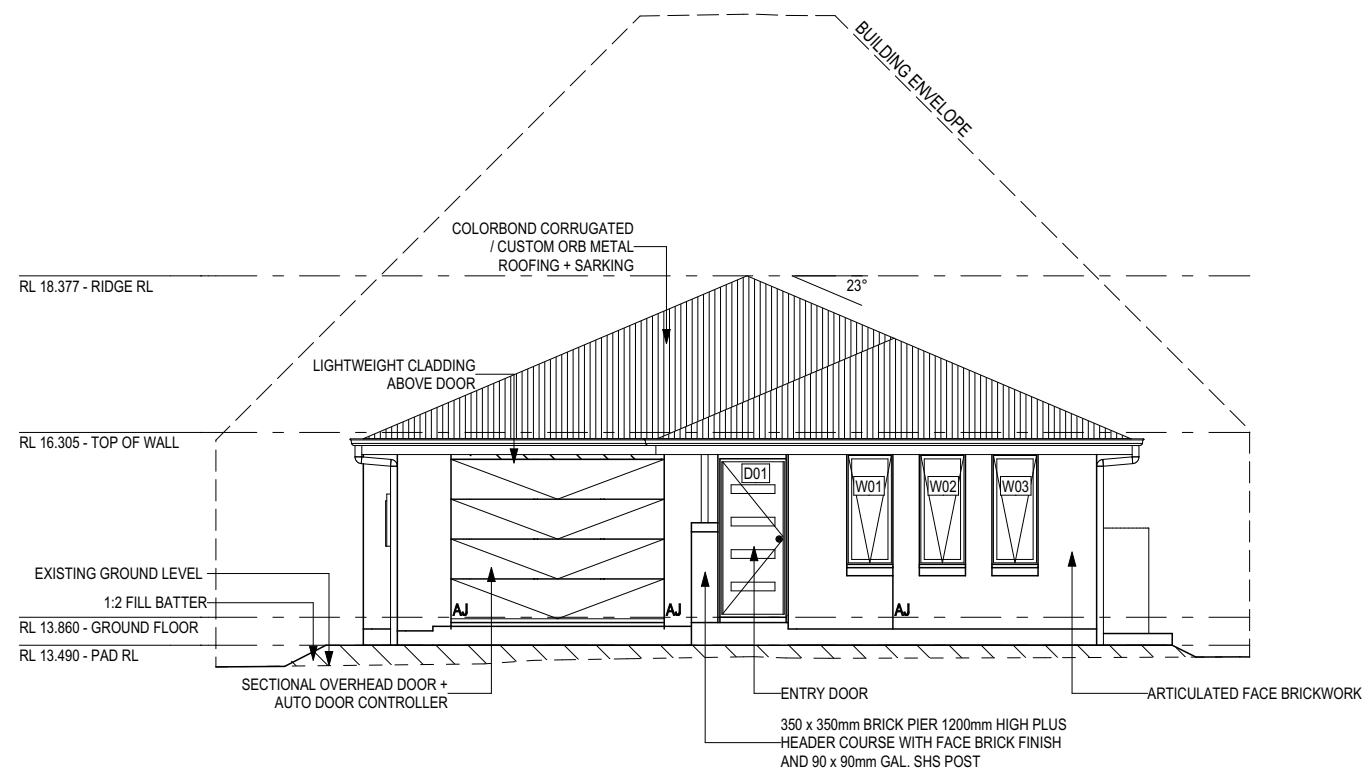 BUILDING ENVELOPE
COLORBOND CORRUGATED
/ CUSTOM ORB METAL
ROOFING + SARKING
RL 18.377 - RIDGE RL
23°
LIGHTWEIGHT CLADDING
ABOVE DOOR
RL 16.305 - TOP OF WALL
D01
W01
W02
W03
EXISTING GROUND LEVEL
1:2 FILL BATTER
AJ
AJ
AJ
RL 13.860 - GROUND FLOOR
RL 13.490 - PAD RL
SECTIONAL OVERHEAD DOOR +
AUTO DOOR CONTROLLER
ENTRY DOOR
ARTICULATED FACE BRICKWORK
350 x 350mm BRICK PIER 1200mm HIGH PLUS
HEADER COURSE WITH FACE BRICK FINISH
AND 90 x 90mm GAL. SHS POST